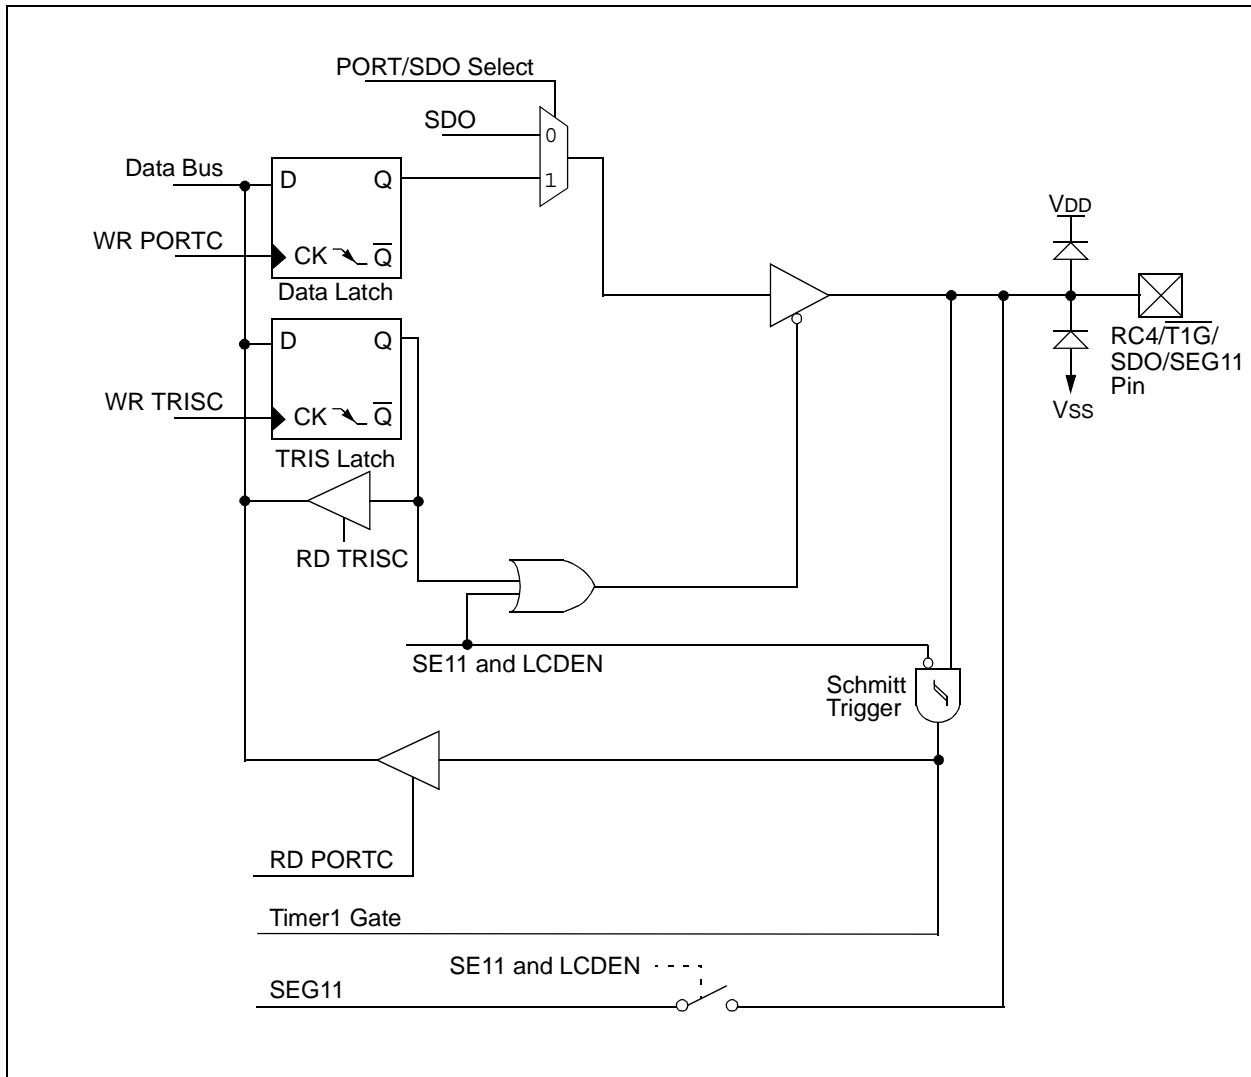 PORT/SDO Select
SDO
0
Data Bus
D
Q
1
WR PORTC
CK
Q̅
Data Latch
VDD
D
Q
RC4/T̅1̅G̅/
SDO/SEG11
Pin
WR TRISC
CK
Q̅
VSS
TRIS Latch
RD TRISC
SE11 and LCDEN
Schmitt
Trigger
RD PORTC
Timer1 Gate
SE11 and LCDEN
SEG11